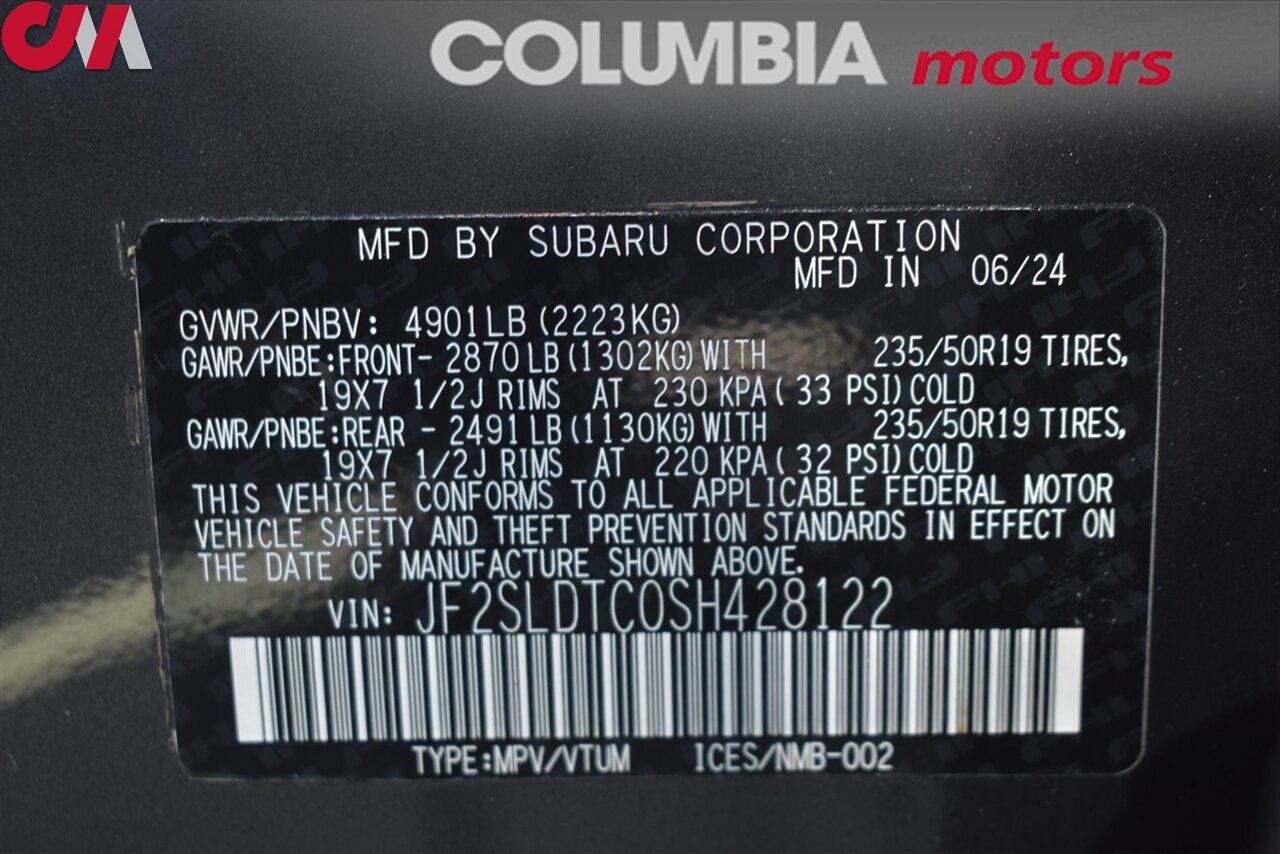 CM
COLUMBIA motors
MFD BY SUBARU CORPORATION
MFD IN 06/24
GVWR/PNBV: 4901LB (2223KG)
GAWR/PNBE:FRONT- 2870 LB (1302KG) WITH 235/50R19 TIRES,
19X7 1/2J RIMS AT 230 KPA ( 33 PSI) COLD
GAWR/PNBE:REAR - 2491 LB (1130KG) WITH 235/50R19 TIRES,
19X7 1/2J RIMS AT 220 KPA ( 32 PSI) COLD
THIS VEHICLE CONFORMS TO ALL APPLICABLE FEDERAL MOTOR
VEHICLE SAFETY AND THEFT PREVENTION STANDARDS IN EFFECT ON
THE DATE OF MANUFACTURE SHOWN ABOVE.
VIN: JF2SLDTC0SH428122
TYPE:MPV/VTUM ICES/NMB-002